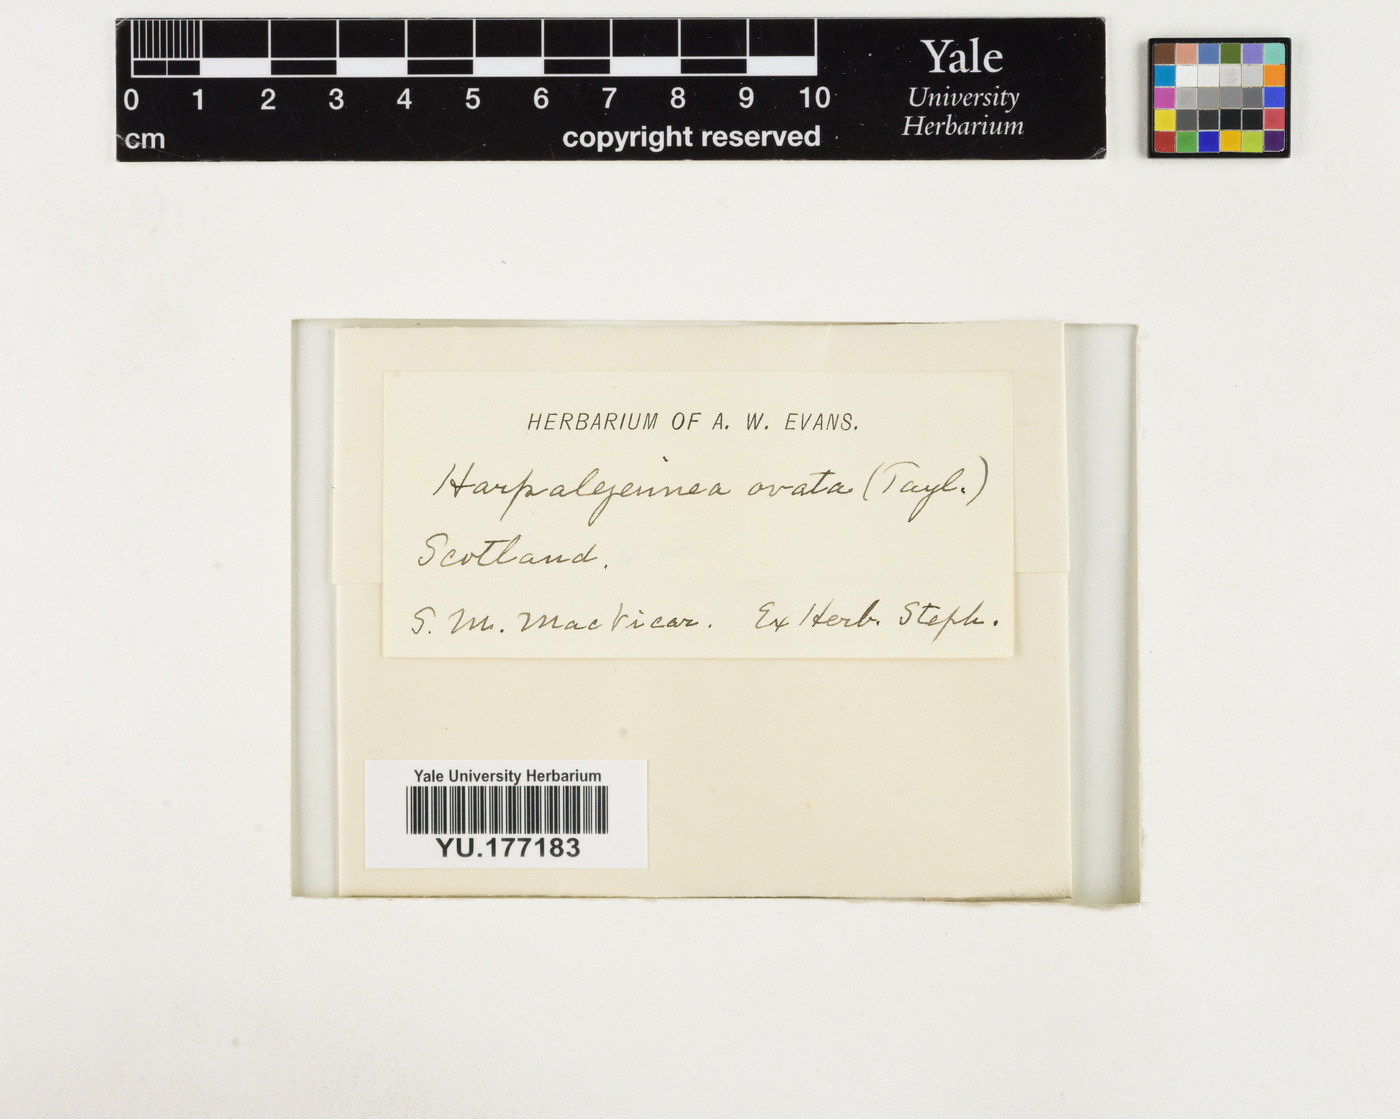 0 1 2 3 4 5 6 7 8 9 10
cm
copyright reserved
Yale
University
Herbarium
HERBARIUM OF A. W. EVANS.
Harpalejeunea ovata (Tayl.)
Scotland.
S. M. MacVicar. Ex Herb. Steph.
Yale University Herbarium
YU.177183